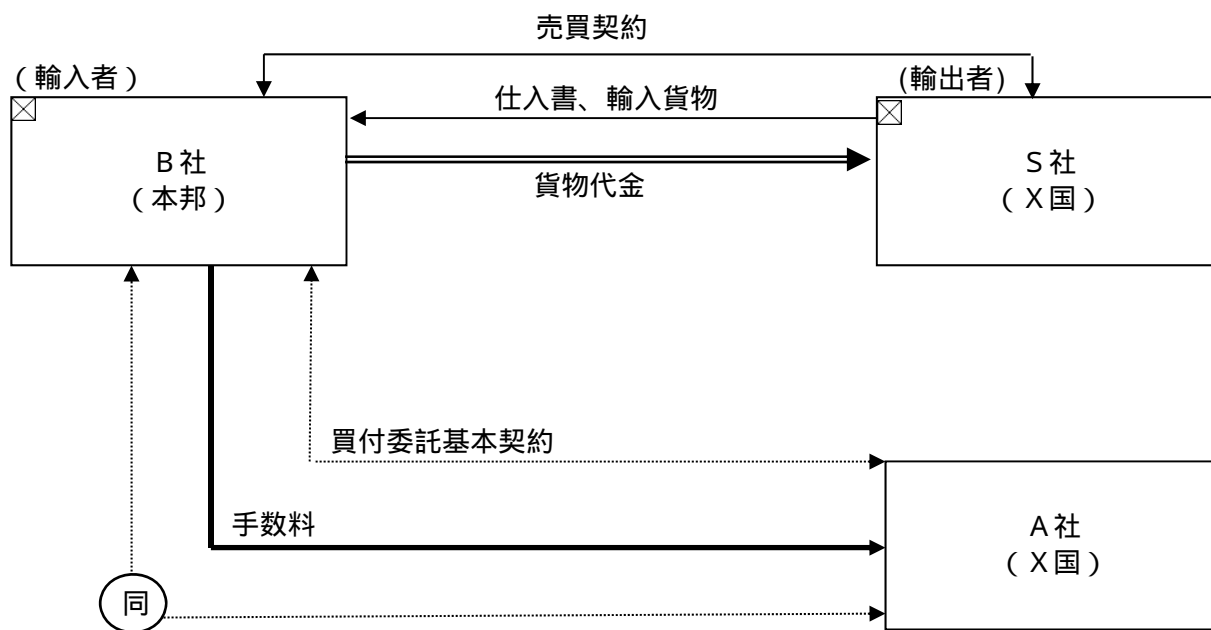 売買契約
（輸入者）
(輸出者)
仕入書、輸入貨物
Ｂ社
（本邦）
Ｓ社
（Ｘ国）
貨物代金
買付委託基本契約
手数料
Ａ社
（Ｘ国）
同